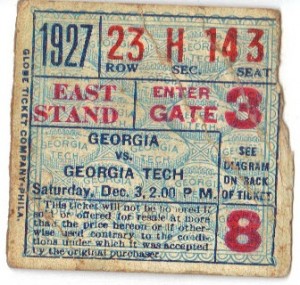 1927 23 H 143
ROW SEC. SEAT
EAST STAND
ENTER GATE 3
GEORGIA
VS.
GEORGIA TECH
Saturday, Dec. 3, 2.00 P. M.
SEE
DIAGRAM
ON BACK
OF TICKET
This ticket will not be honored if
sold or offered for resale at more
than the price hereon or if other-
wise used contrary to the condi-
tions under which it was accepted
by the original purchaser.
8
GLOBE TICKET COMPANY-PHILA.